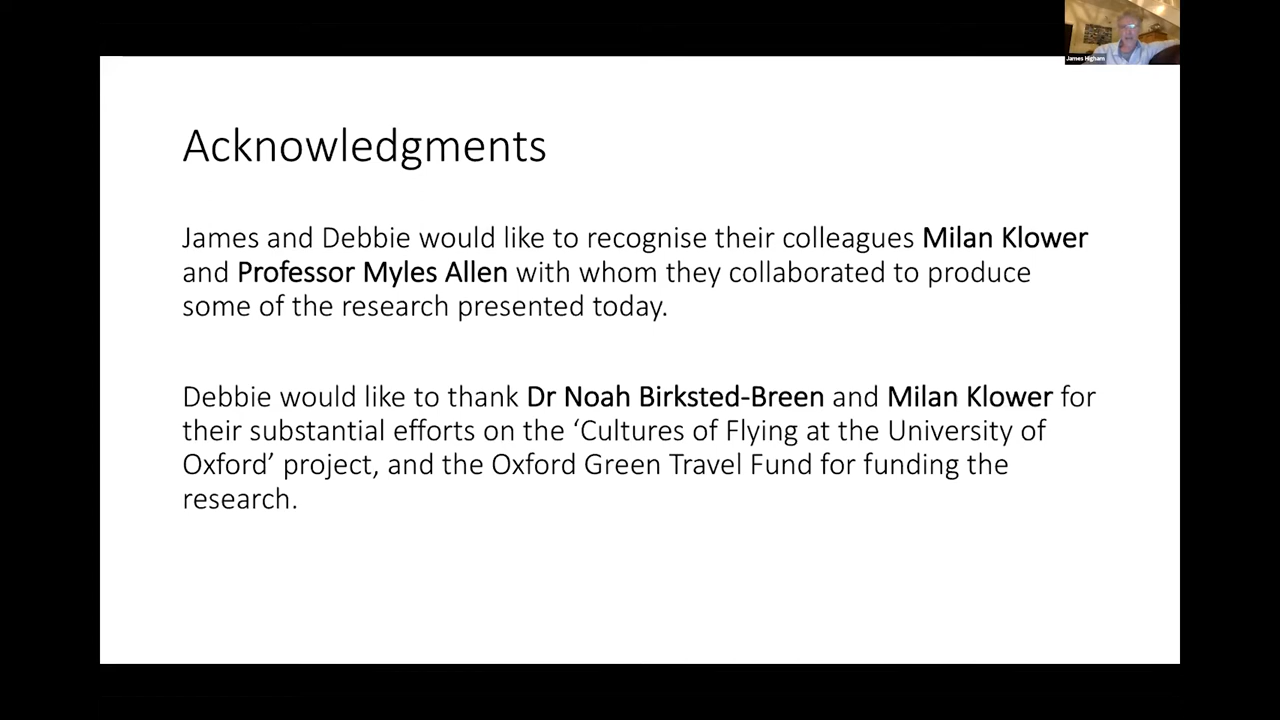 James Higham
Acknowledgments
James and Debbie would like to recognise their colleagues Milan Klower
and Professor Myles Allen with whom they collaborated to produce
some of the research presented today.
Debbie would like to thank Dr Noah Birksted-Breen and Milan Klower for
their substantial efforts on the ‘Cultures of Flying at the University of
Oxford’ project, and the Oxford Green Travel Fund for funding the
research.